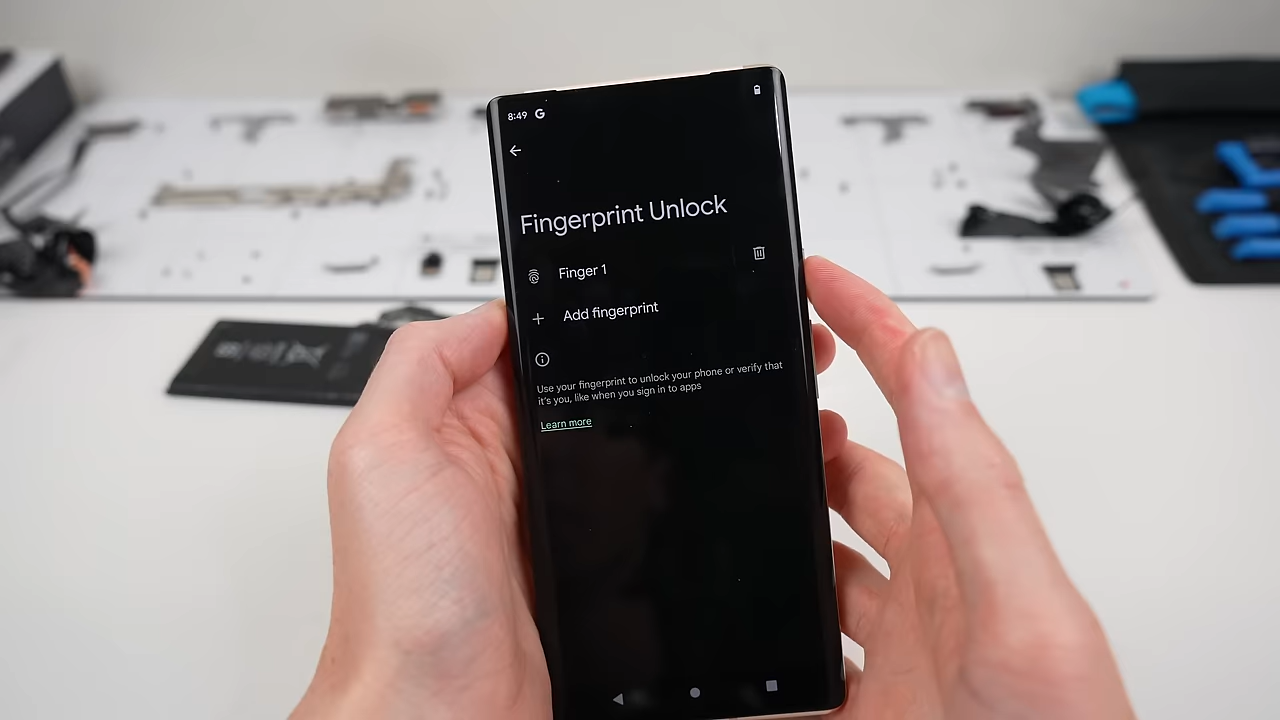 8:49 G
Fingerprint Unlock
Finger 1
Add fingerprint
Use your fingerprint to unlock your phone or verify that
it's you, like when you sign in to apps
Learn more